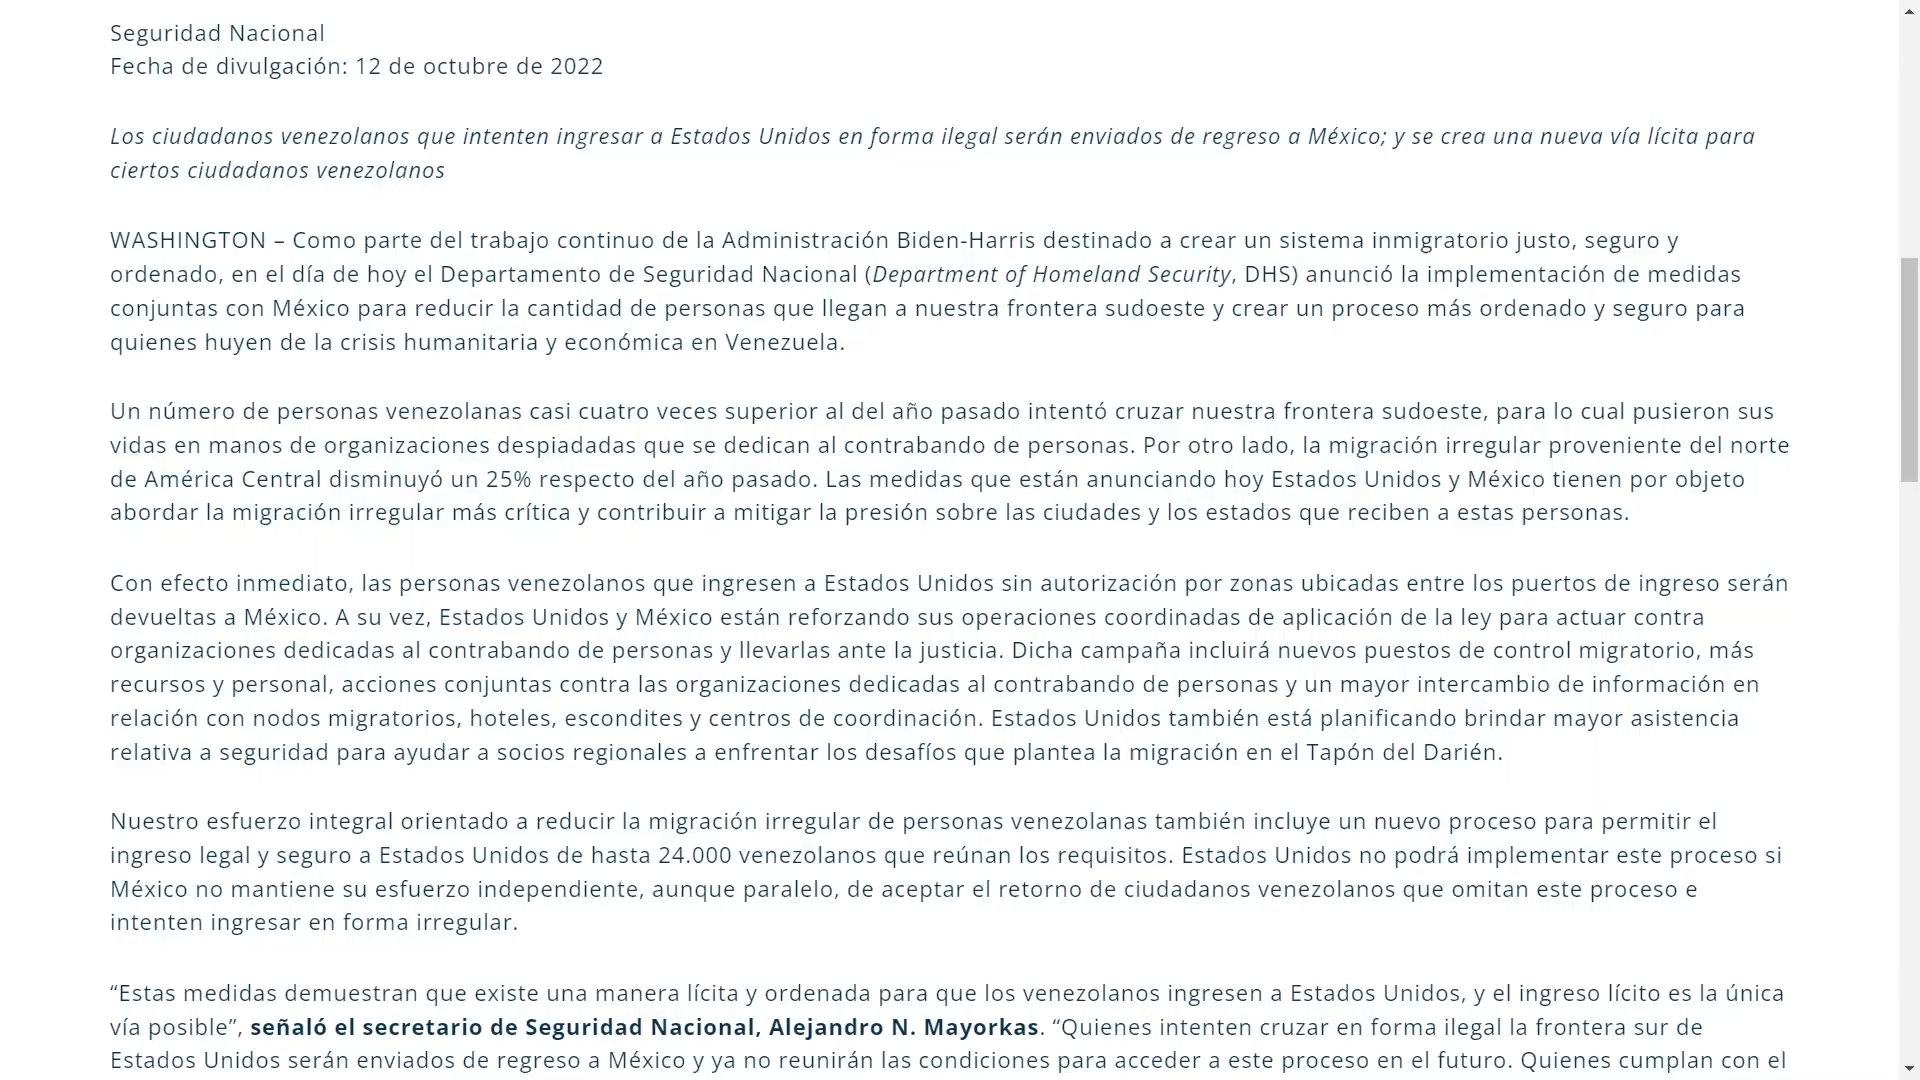 Seguridad Nacional
Fecha de divulgación: 12 de octubre de 2022
Los ciudadanos venezolanos que intenten ingresar a Estados Unidos en forma ilegal serán enviados de regreso a México; y se crea una nueva vía lícita para
ciertos ciudadanos venezolanos
WASHINGTON – Como parte del trabajo continuo de la Administración Biden-Harris destinado a crear un sistema inmigratorio justo, seguro y
ordenado, en el día de hoy el Departamento de Seguridad Nacional (Department of Homeland Security, DHS) anunció la implementación de medidas
conjuntas con México para reducir la cantidad de personas que llegan a nuestra frontera sudoeste y crear un proceso más ordenado y seguro para
quienes huyen de la crisis humanitaria y económica en Venezuela.
Un número de personas venezolanas casi cuatro veces superior al del año pasado intentó cruzar nuestra frontera sudoeste, para lo cual pusieron sus
vidas en manos de organizaciones despiadadas que se dedican al contrabando de personas. Por otro lado, la migración irregular proveniente del norte
de América Central disminuyó un 25% respecto del año pasado. Las medidas que están anunciando hoy Estados Unidos y México tienen por objeto
abordar la migración irregular más crítica y contribuir a mitigar la presión sobre las ciudades y los estados que reciben a estas personas.
Con efecto inmediato, las personas venezolanos que ingresen a Estados Unidos sin autorización por zonas ubicadas entre los puertos de ingreso serán
devueltas a México. A su vez, Estados Unidos y México están reforzando sus operaciones coordinadas de aplicación de la ley para actuar contra
organizaciones dedicadas al contrabando de personas y llevarlas ante la justicia. Dicha campaña incluirá nuevos puestos de control migratorio, más
recursos y personal, acciones conjuntas contra las organizaciones dedicadas al contrabando de personas y un mayor intercambio de información en
relación con nodos migratorios, hoteles, escondites y centros de coordinación. Estados Unidos también está planificando brindar mayor asistencia
relativa a seguridad para ayudar a socios regionales a enfrentar los desafíos que plantea la migración en el Tapón del Darién.
Nuestro esfuerzo integral orientado a reducir la migración irregular de personas venezolanas también incluye un nuevo proceso para permitir el
ingreso legal y seguro a Estados Unidos de hasta 24.000 venezolanos que reúnan los requisitos. Estados Unidos no podrá implementar este proceso si
México no mantiene su esfuerzo independiente, aunque paralelo, de aceptar el retorno de ciudadanos venezolanos que omitan este proceso e
intenten ingresar en forma irregular.
“Estas medidas demuestran que existe una manera lícita y ordenada para que los venezolanos ingresen a Estados Unidos, y el ingreso lícito es la única
vía posible”, señaló el secretario de Seguridad Nacional, Alejandro N. Mayorkas. “Quienes intenten cruzar en forma ilegal la frontera sur de
Estados Unidos serán enviados de regreso a México y ya no reunirán las condiciones para acceder a este proceso en el futuro. Quienes cumplan con el